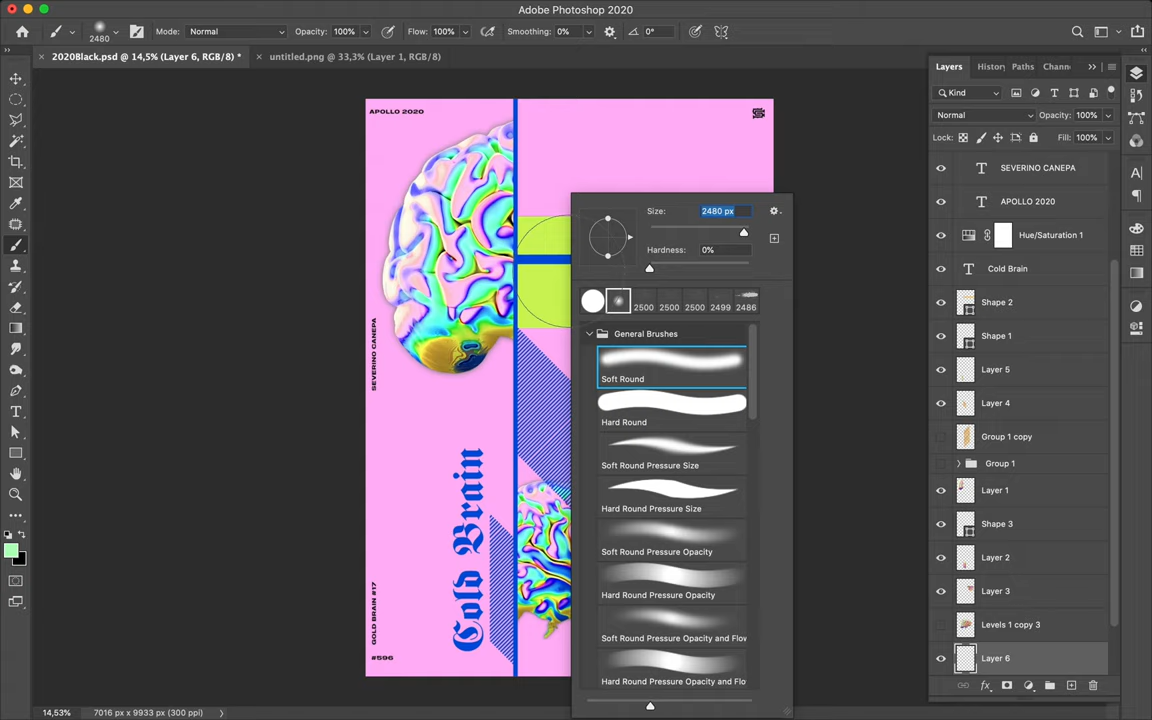 Adobe Photoshop 2020
2480
Mode: Normal
Opacity: 100%
Flow: 100%
Smoothing: 0%
0°
2020Black.psd @ 14,5% (Layer 6, RGB/8) *
untitled.png @ 33,3% (Layer 1, RGB/8)
Layers
History
Paths
Chann
Kind
Normal
Opacity: 100%
Lock:
Fill: 100%
SEVERINO CANEPA
APOLLO 2020
Hue/Saturation 1
Cold Brain
Shape 2
Shape 1
Layer 5
Layer 4
Group 1 copy
Group 1
Layer 1
Shape 3
Layer 2
Layer 3
Levels 1 copy 3
Layer 6
APOLLO 2020
SEVERINO CANEPA
Cold Brain
GOLD BRAIN #17
#596
Size: 2480 px
Hardness: 0%
2500 2500 2500 2499 2486
General Brushes
Soft Round
Hard Round
Soft Round Pressure Size
Hard Round Pressure Size
Soft Round Pressure Opacity
Hard Round Pressure Opacity
Soft Round Pressure Opacity and Flow
Hard Round Pressure Opacity and Flo
14,53%
7016 px x 9933 px (300 ppi)